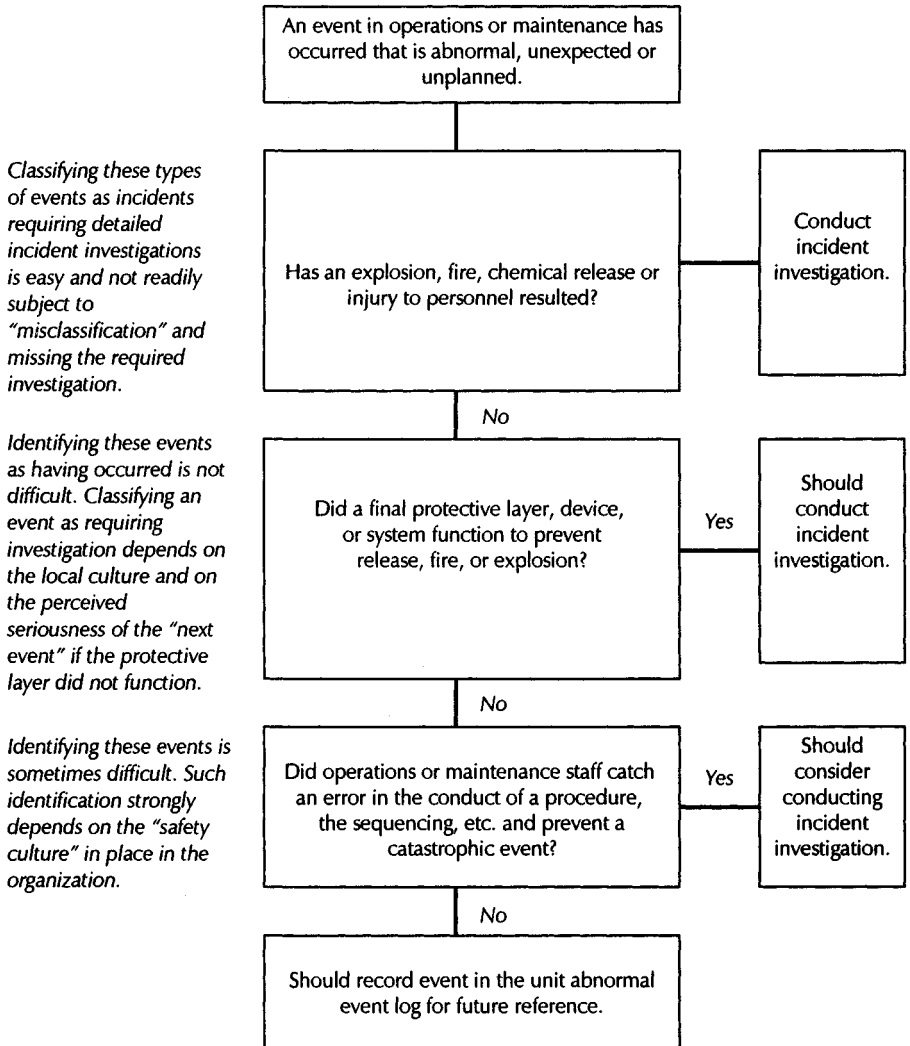 An event in operations or maintenance has
occurred that is abnormal, unexpected or
unplanned.
Classifying these types
of events as incidents
requiring detailed
incident investigations
is easy and not readily
subject to
"misclassification" and
missing the required
investigation.
Has an explosion, fire, chemical release or
injury to personnel resulted?
Conduct
incident
investigation.
No
Identifying these events
as having occurred is not
difficult. Classifying an
event as requiring
investigation depends on
the local culture and on
the perceived
seriousness of the "next
event" if the protective
layer did not function.
Did a final protective layer, device,
or system function to prevent
release, fire, or explosion?
Yes
Should
conduct
incident
investigation.
No
Identifying these events is
sometimes difficult. Such
identification strongly
depends on the "safety
culture" in place in the
organization.
Did operations or maintenance staff catch
an error in the conduct of a procedure,
the sequencing, etc. and prevent a
catastrophic event?
Yes
Should
consider
conducting
incident
investigation.
No
Should record event in the unit abnormal
event log for future reference.